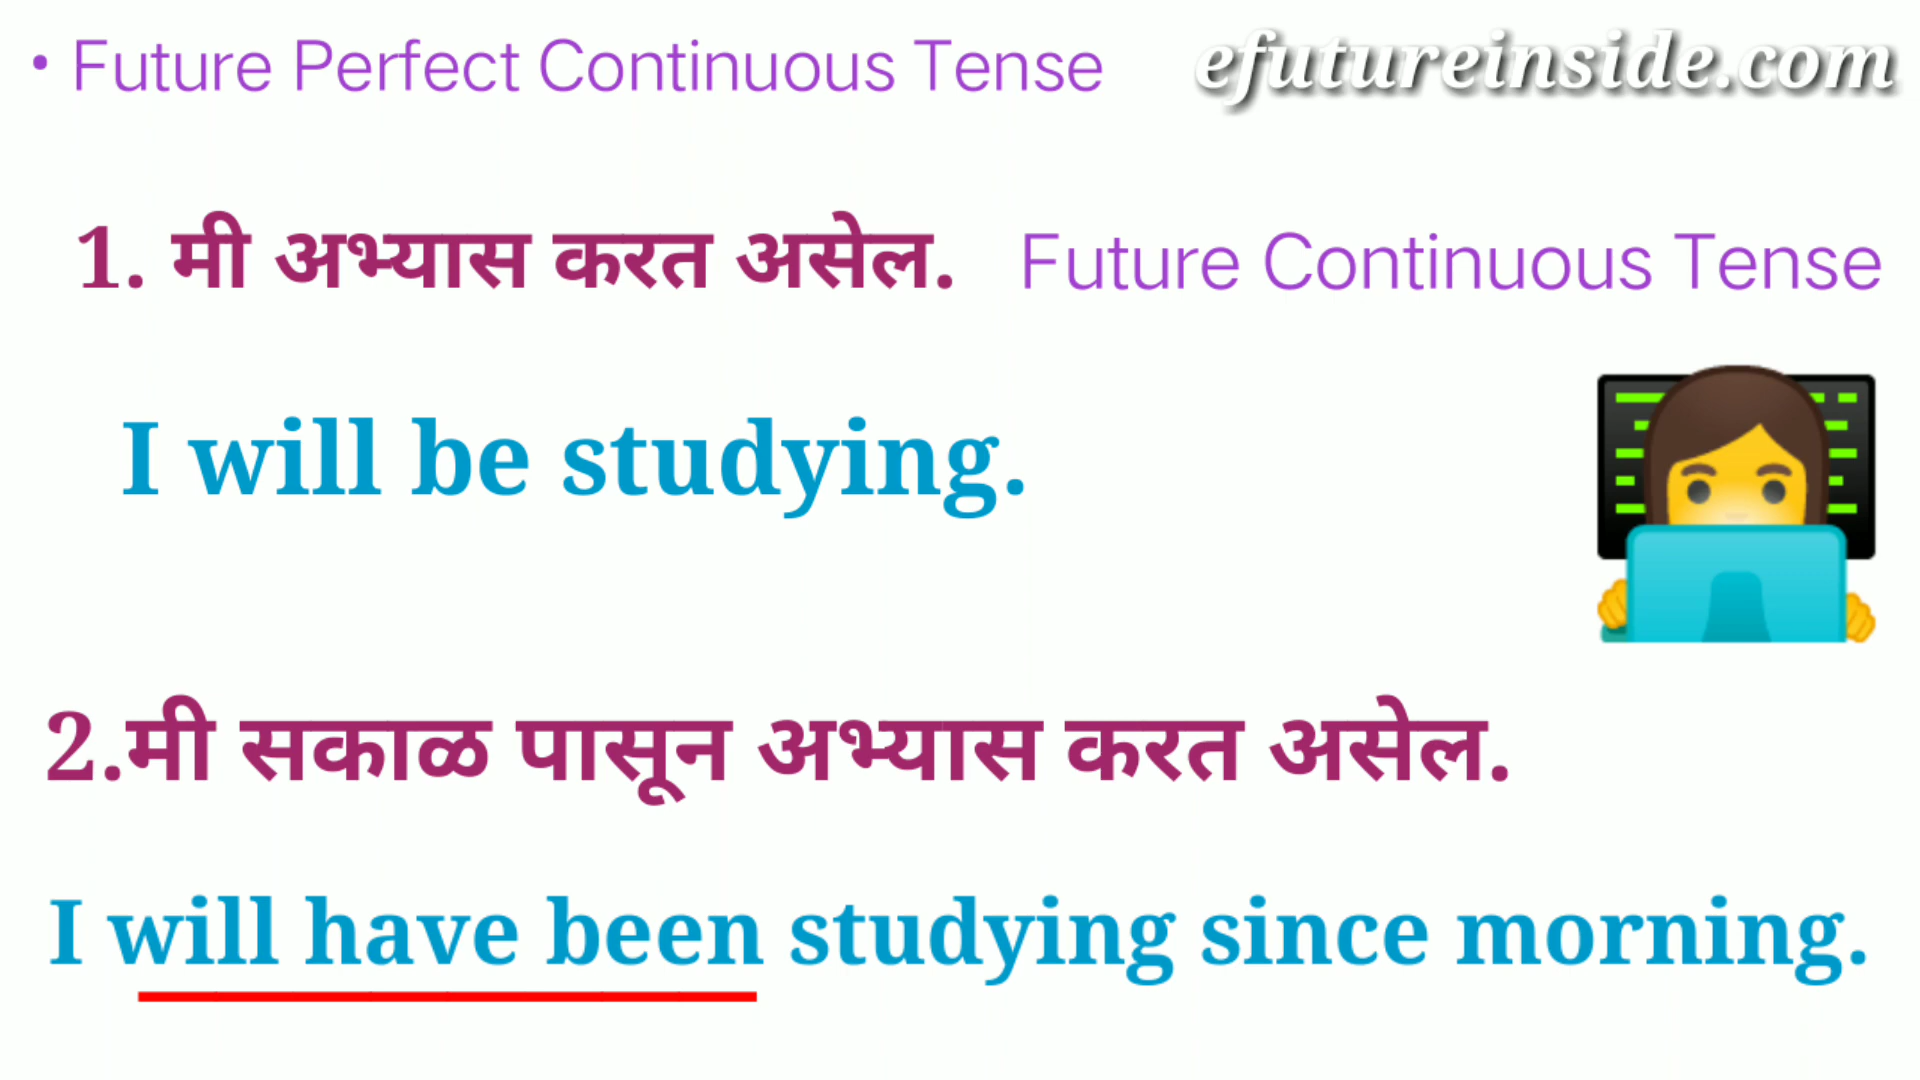 • Future Perfect Continuous Tense efutureinside.com
1. मी अभ्यास करत असेल. Future Continuous Tense
I will be studying.
2.मी सकाळ पासून अभ्यास करत असेल.
I will have been studying since morning.